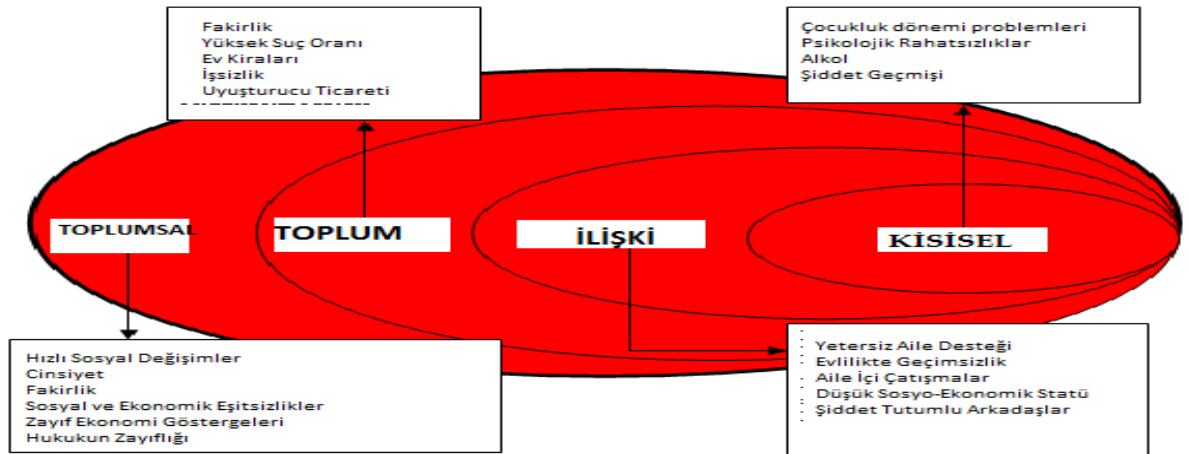 Fakirlik
Yüksek Suç Oranı
Ev Kiraları
İşsizlik
Uyuşturucu Ticareti
Çocukluk dönemi problemleri
Psikolojik Rahatsızlıklar
Alkol
Şiddet Geçmişi
TOPLUMSAL
TOPLUM
İLİŞKİ
KİSİSEL
Hızlı Sosyal Değişimler
Cinsiyet
Fakirlik
Sosyal ve Ekonomik Eşitsizlikler
Zayıf Ekonomi Göstergeleri
Hukukun Zayıflığı
Yetersiz Aile Desteği
Evlilikte Geçimsizlik
Aile İçi Çatışmalar
Düşük Sosyo-Ekonomik Statü
Şiddet Tutumlu Arkadaşlar